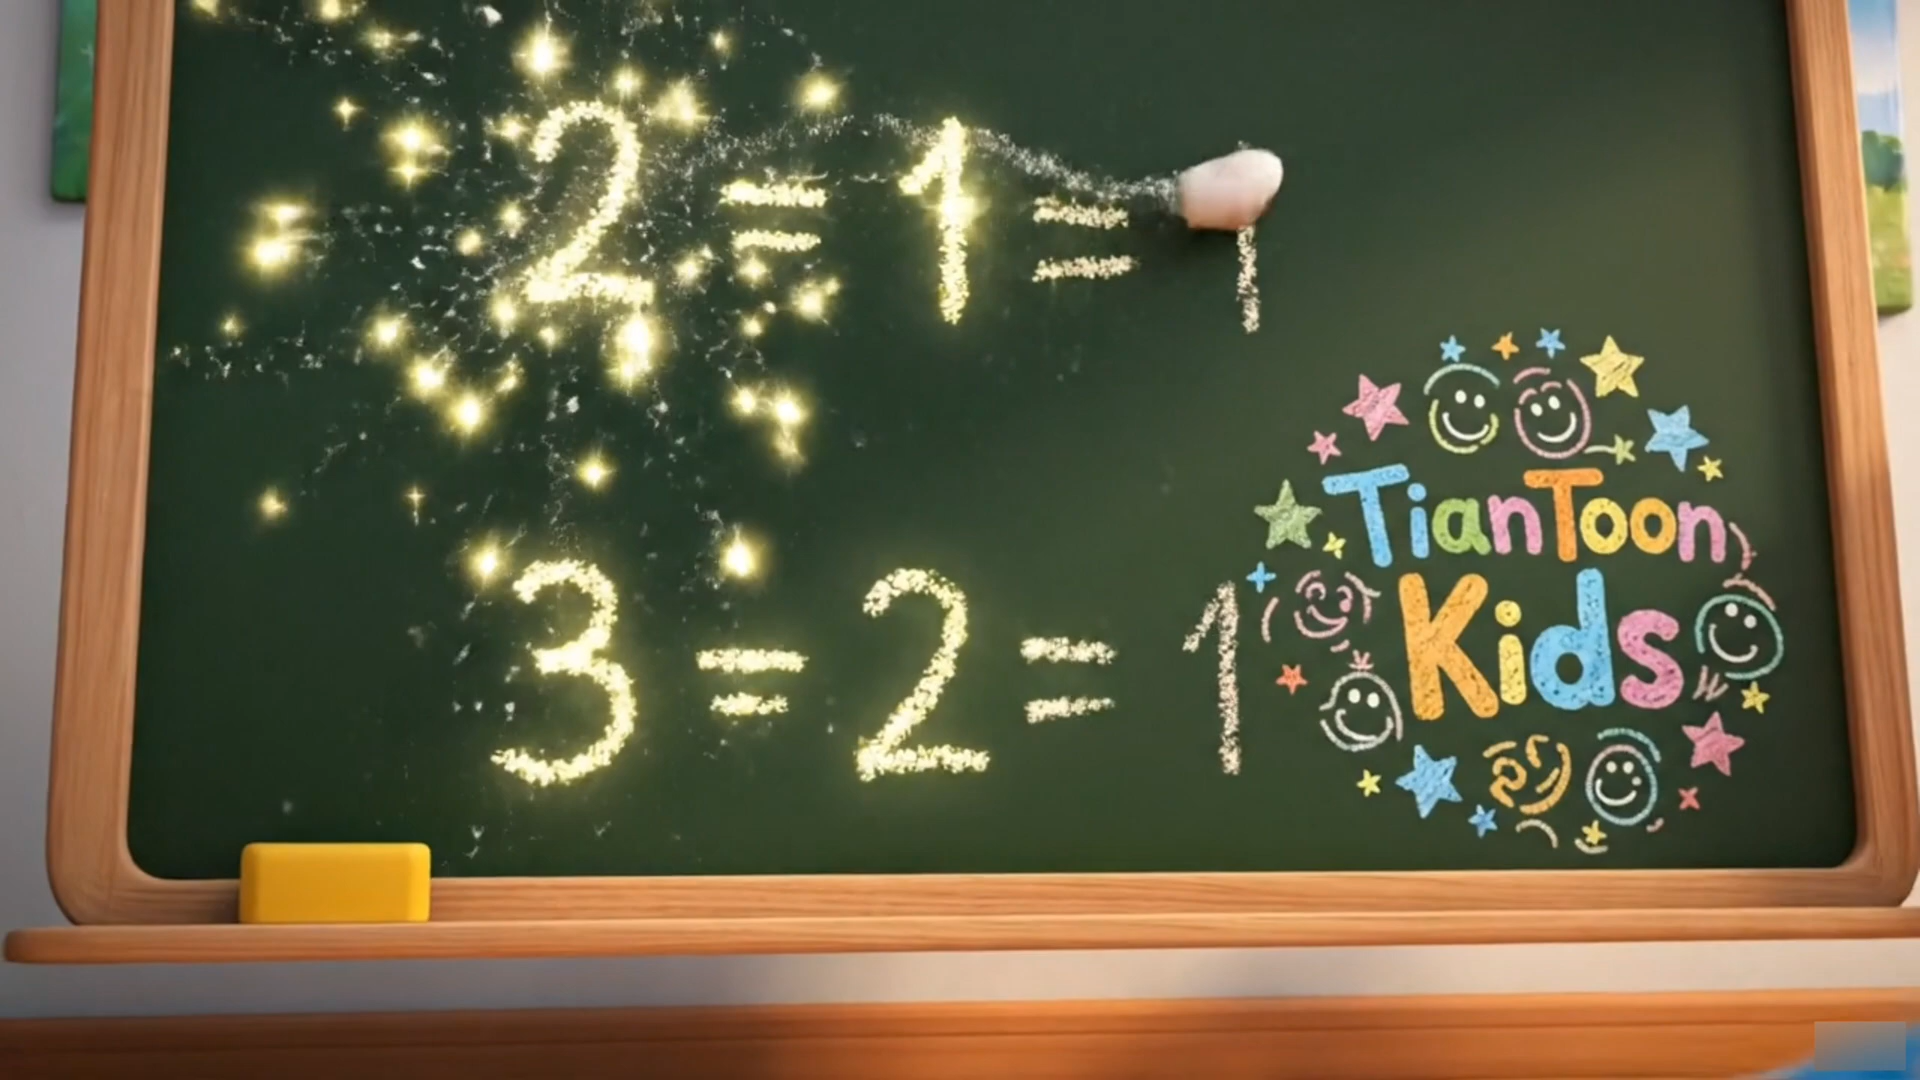 = 2 = 1 = 1
3 = 2 = 1
TianToon
Kids